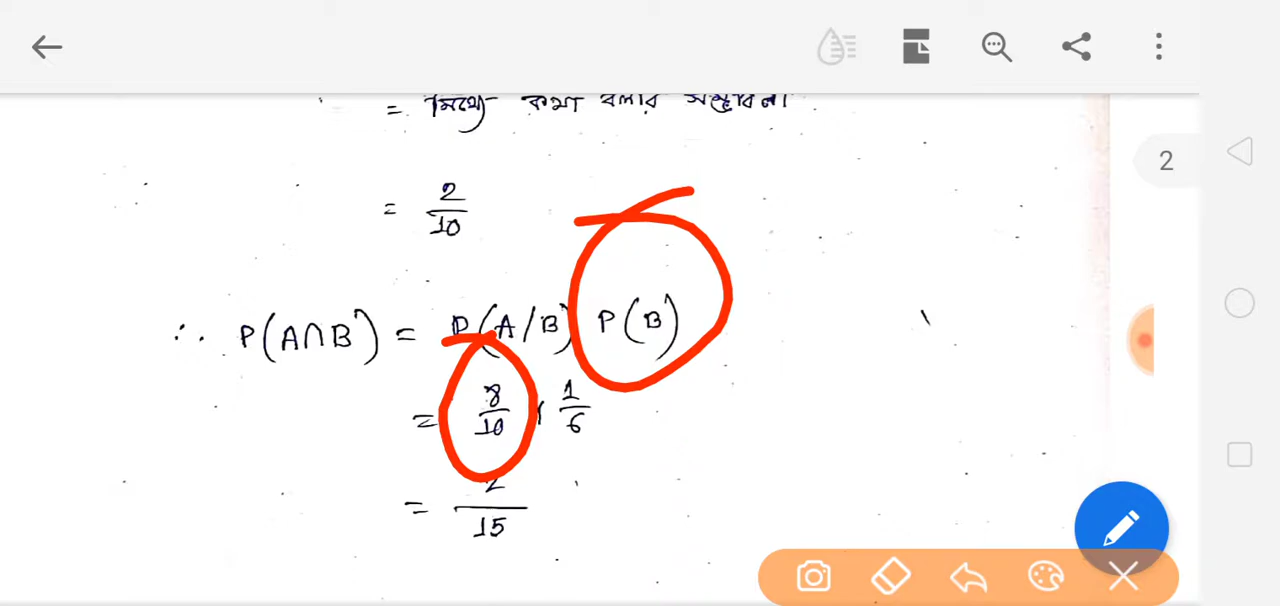 2
= মিথ্যে কথা বলার সম্ভাবনা
= 2/10
∴ P(A∩B) = P(A/B) P(B)
= 8/10 × 1/6
= 2/15